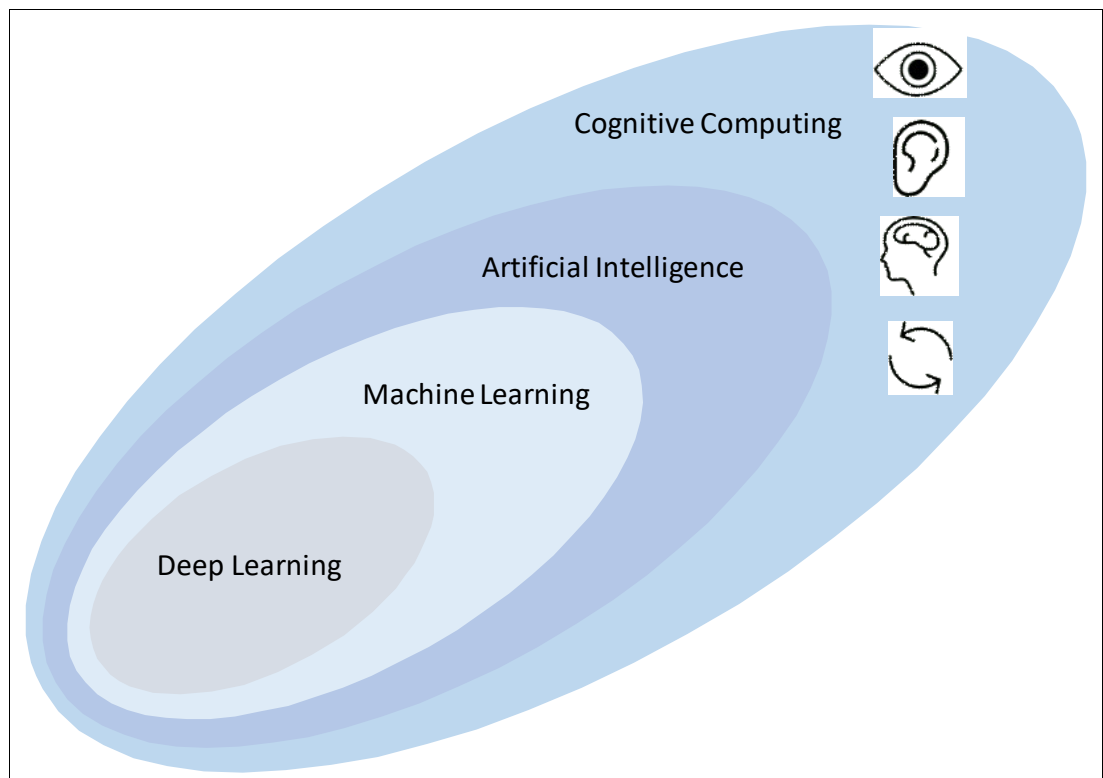 Cognitive Computing
Artificial Intelligence
Machine Learning
Deep Learning